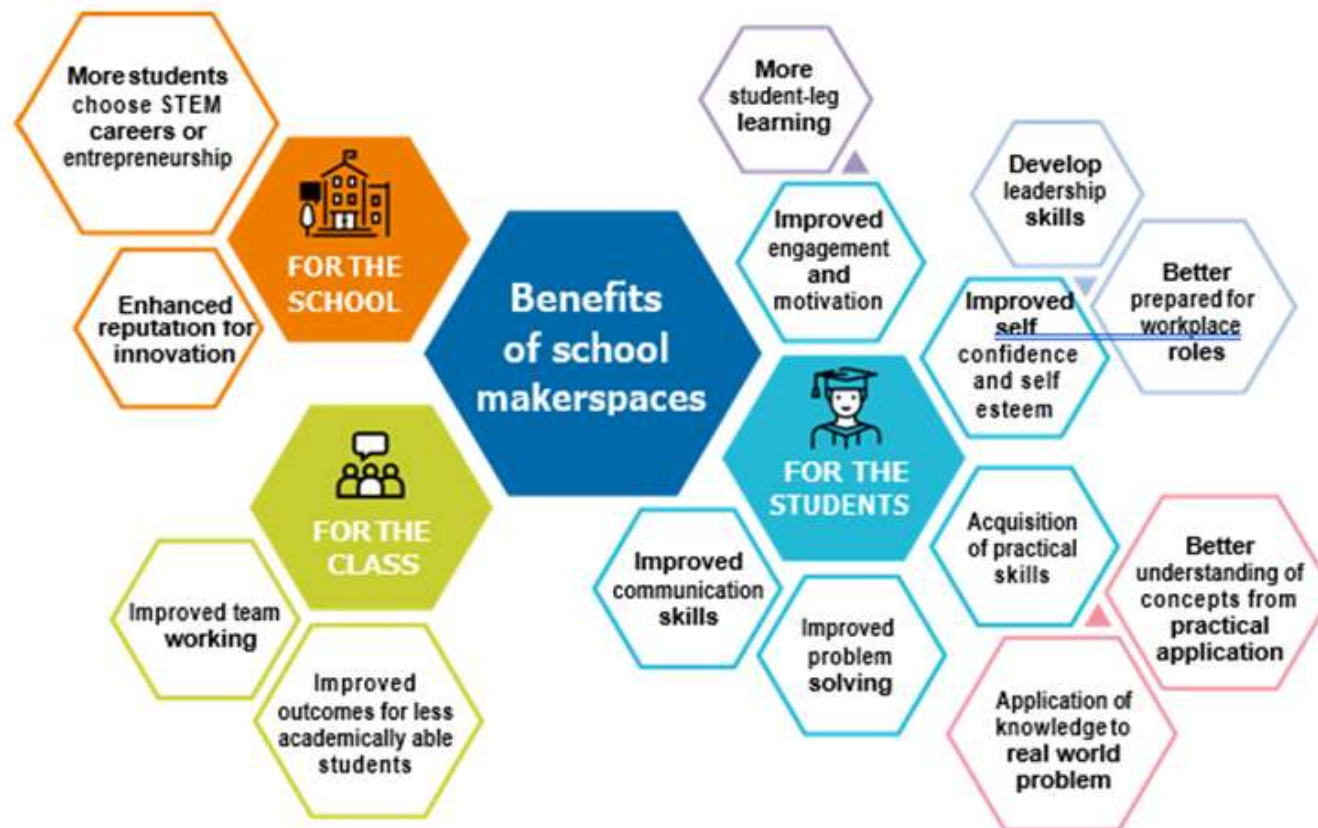 More students
choose STEM
careers or
entrepreneurship
FOR THE
SCHOOL
Enhanced
reputation for
innovation
Benefits
of school
makerspaces
FOR THE
CLASS
Improved team
working
Improved
outcomes for less
academically able
students
More
student-leg
learning
Improved
engagement
and
motivation
Develop
leadership
skills
Better
prepared for
workplace
roles
Improved
self
confidence
and self
esteem
FOR THE
STUDENTS
Improved
communication
skills
Improved
problem
solving
Acquisition
of practical
skills
Better
understanding of
concepts from
practical
application
Application of
knowledge to
real world
problem